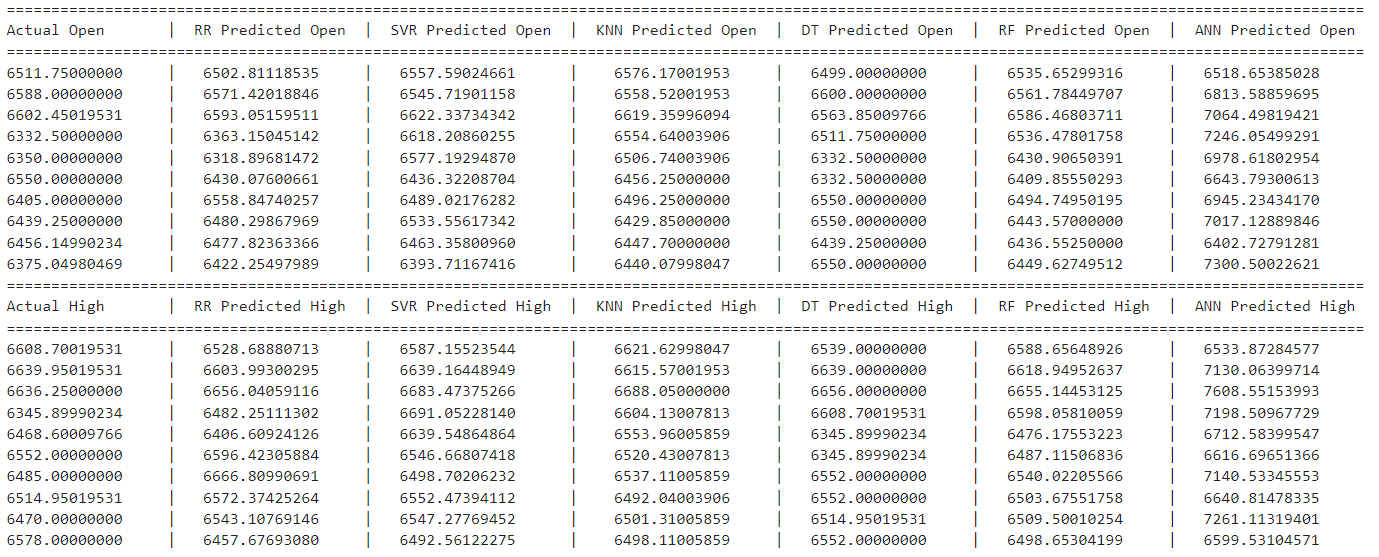 ================================================================================
Actual Open | RR Predicted Open | SVR Predicted Open | KNN Predicted Open | DT Predicted Open | RF Predicted Open | ANN Predicted Open
================================================================================
6511.75000000 | 6502.81118535 | 6557.59024661 | 6576.17001953 | 6499.00000000 | 6535.65299316 | 6518.65385028
6588.00000000 | 6571.42018846 | 6545.71901158 | 6558.52001953 | 6600.00000000 | 6561.78449707 | 6813.58859695
6602.45019531 | 6593.05159511 | 6622.33734342 | 6619.35996094 | 6563.85009766 | 6586.46803711 | 7064.49819421
6332.50000000 | 6363.15045142 | 6618.20860255 | 6554.64003906 | 6511.75000000 | 6536.47801758 | 7246.05499291
6350.00000000 | 6318.89681472 | 6577.19294870 | 6506.74003906 | 6332.50000000 | 6430.90650391 | 6978.61802954
6550.00000000 | 6430.07600661 | 6436.32208704 | 6456.25000000 | 6332.50000000 | 6409.85550293 | 6643.79300613
6405.00000000 | 6558.84740257 | 6489.02176282 | 6496.25000000 | 6550.00000000 | 6494.74950195 | 6945.23434170
6439.25000000 | 6480.29867969 | 6533.55617342 | 6429.85000000 | 6550.00000000 | 6443.57000000 | 7017.12889846
6456.14990234 | 6477.82363366 | 6463.35800960 | 6447.70000000 | 6439.25000000 | 6436.55250000 | 6402.72791281
6375.04980469 | 6422.25497989 | 6393.71167416 | 6440.07998047 | 6550.00000000 | 6449.62749512 | 7300.50022621
================================================================================
Actual High | RR Predicted High | SVR Predicted High | KNN Predicted High | DT Predicted High | RF Predicted High | ANN Predicted High
================================================================================
6608.70019531 | 6528.68880713 | 6587.15523544 | 6621.62998047 | 6539.00000000 | 6588.65648926 | 6533.87284577
6639.95019531 | 6603.99300295 | 6639.16448949 | 6615.57001953 | 6639.00000000 | 6618.94952637 | 7130.06399714
6636.25000000 | 6656.04059116 | 6683.47375266 | 6688.05000000 | 6656.00000000 | 6655.14453125 | 7608.55153993
6345.89990234 | 6482.25111302 | 6691.05228140 | 6604.13007813 | 6608.70019531 | 6598.05810059 | 7198.50967729
6468.60009766 | 6406.60924126 | 6639.54864864 | 6553.96005859 | 6345.89990234 | 6476.17553223 | 6712.58399547
6552.00000000 | 6596.42305884 | 6546.66807418 | 6520.43007813 | 6345.89990234 | 6487.11506836 | 6616.69651366
6485.00000000 | 6666.80990691 | 6498.70206232 | 6537.11005859 | 6552.00000000 | 6540.02205566 | 7140.53345553
6514.95019531 | 6572.37425264 | 6552.47394112 | 6492.04003906 | 6552.00000000 | 6503.67551758 | 6640.81478335
6470.00000000 | 6543.10769146 | 6547.27769452 | 6501.31005859 | 6514.95019531 | 6509.50010254 | 7261.11319401
6578.00000000 | 6457.67693080 | 6492.56122275 | 6498.11005859 | 6552.00000000 | 6498.65304199 | 6599.53104571